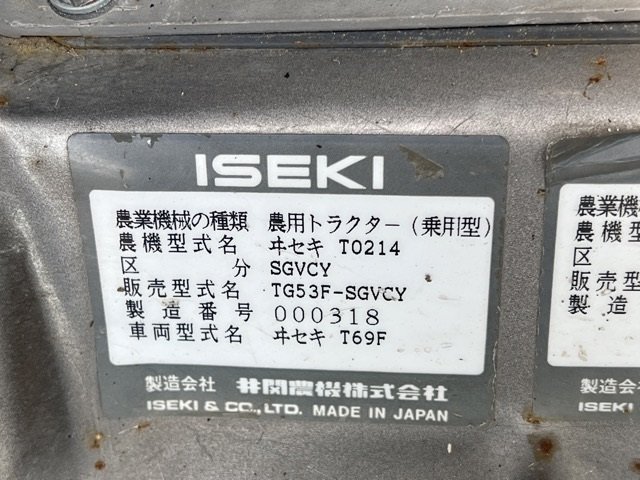 ISEKI
農業機械の種類 農用トラクター(乗用型)
農機型式名 ヰセキ TO214
区分 SGVCY
販売型式名 TG53F-SGVCY
製造番号 000318
車両型式名 ヰセキ T69F
製造会社 井関農機株式会社
ISEKI & CO., LTD. MADE IN JAPAN
農業機
農機型
区
販売型
製造
製造会
ISEKI